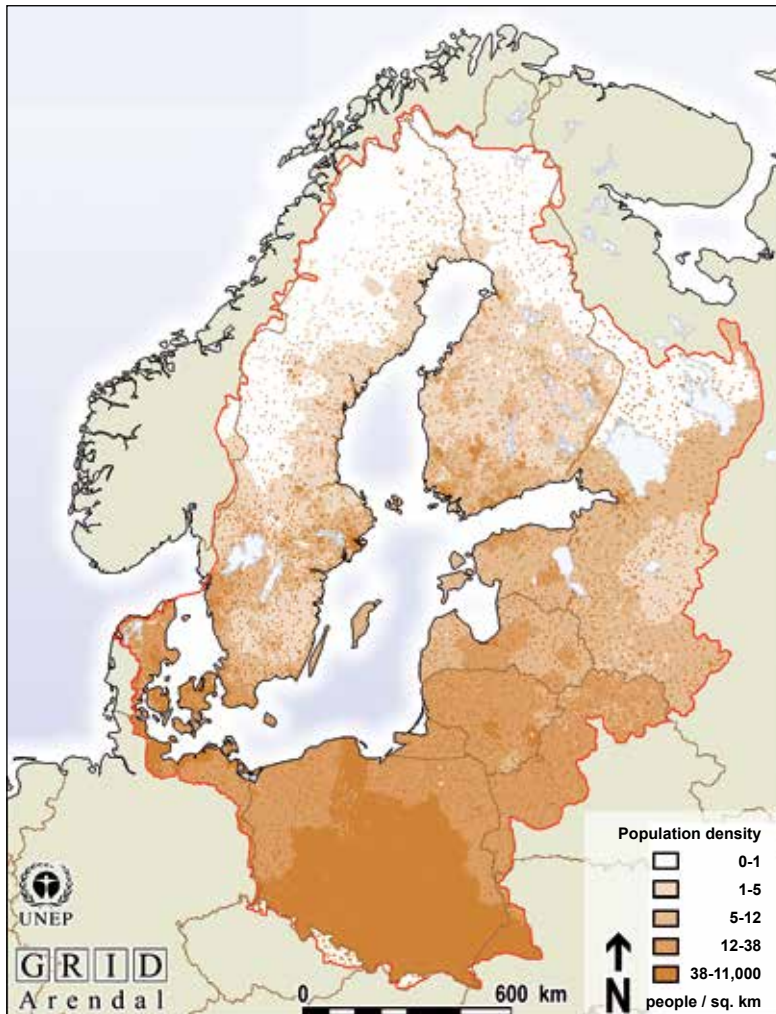 Population density
0-1
1-5
5-12
12-38
38-11,000
people / sq. km
UNEP
GRID
Arendal
0 600 km
N